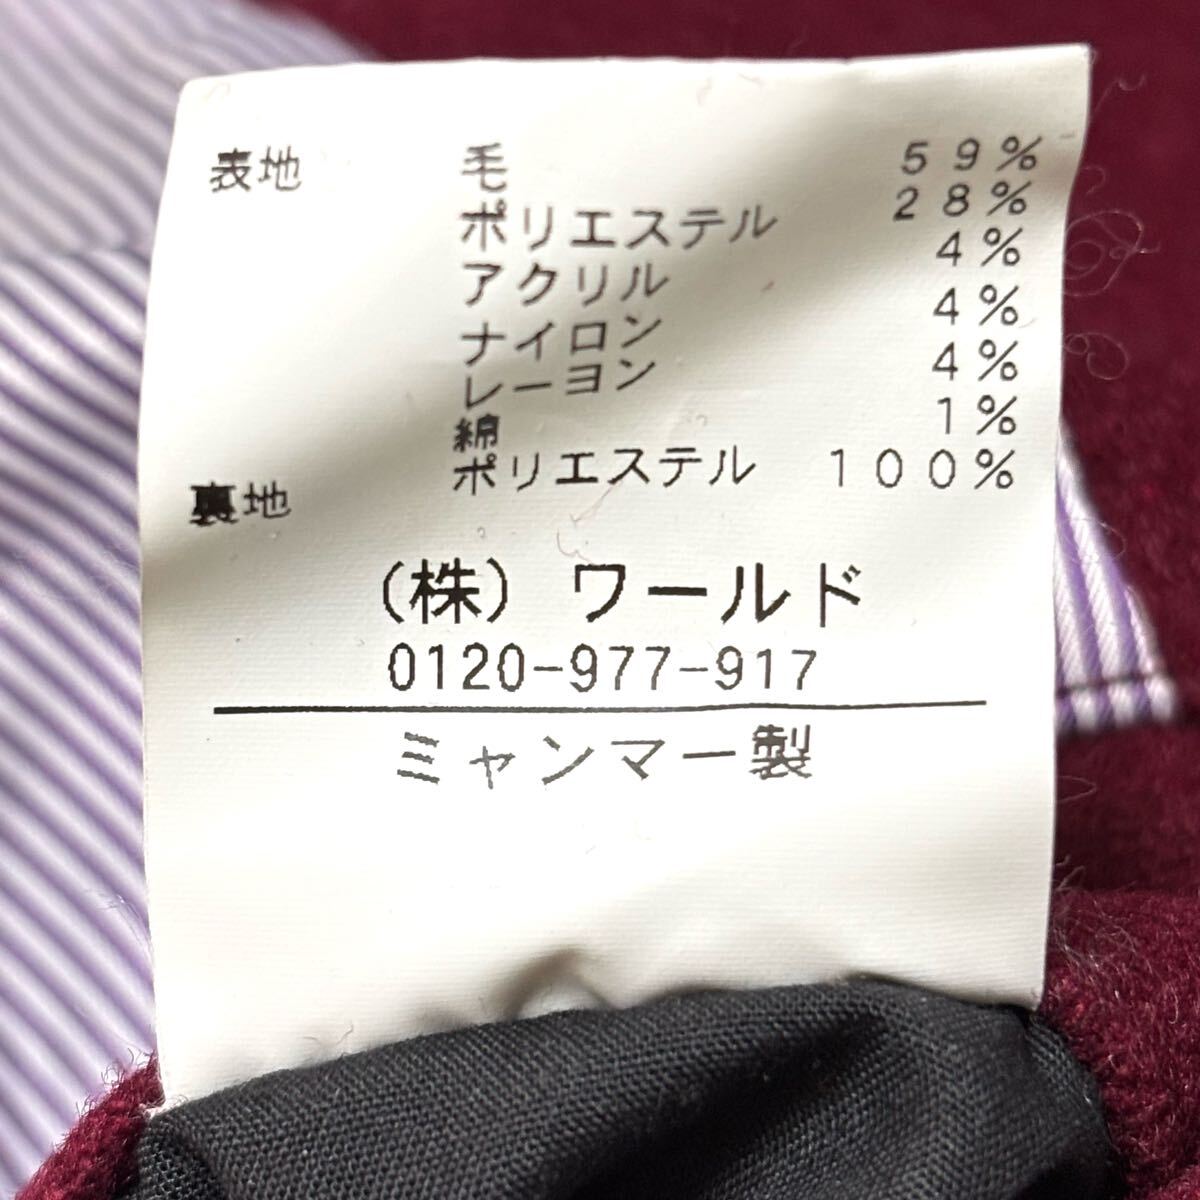 表地 毛 59%
ポリエステル 28%
アクリル 4%
ナイロン 4%
レーヨン 4%
綿 1%
裏地 ポリエステル 100%
(株) ワールド
0120-977-917
ミャンマー製